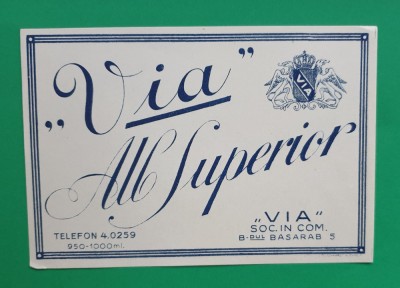 „Via”
VIA
Alb Superior
TELEFON 4.0259
950-1000ml.
„VIA”
SOC. IN COM.
B-DUL BASARAB 5